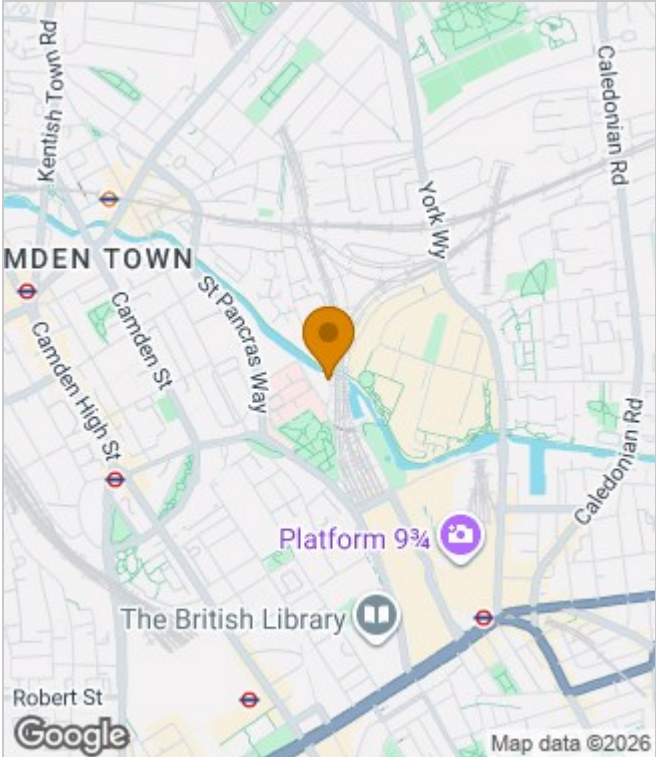 Kentish Town Rd
Caledonian Rd
York Wy
MDEN TOWN
St Pancras Way
Camden St
Camden High St
Caledonian Rd
Platform 9¾
The British Library
Robert St
Google
Map data ©2026